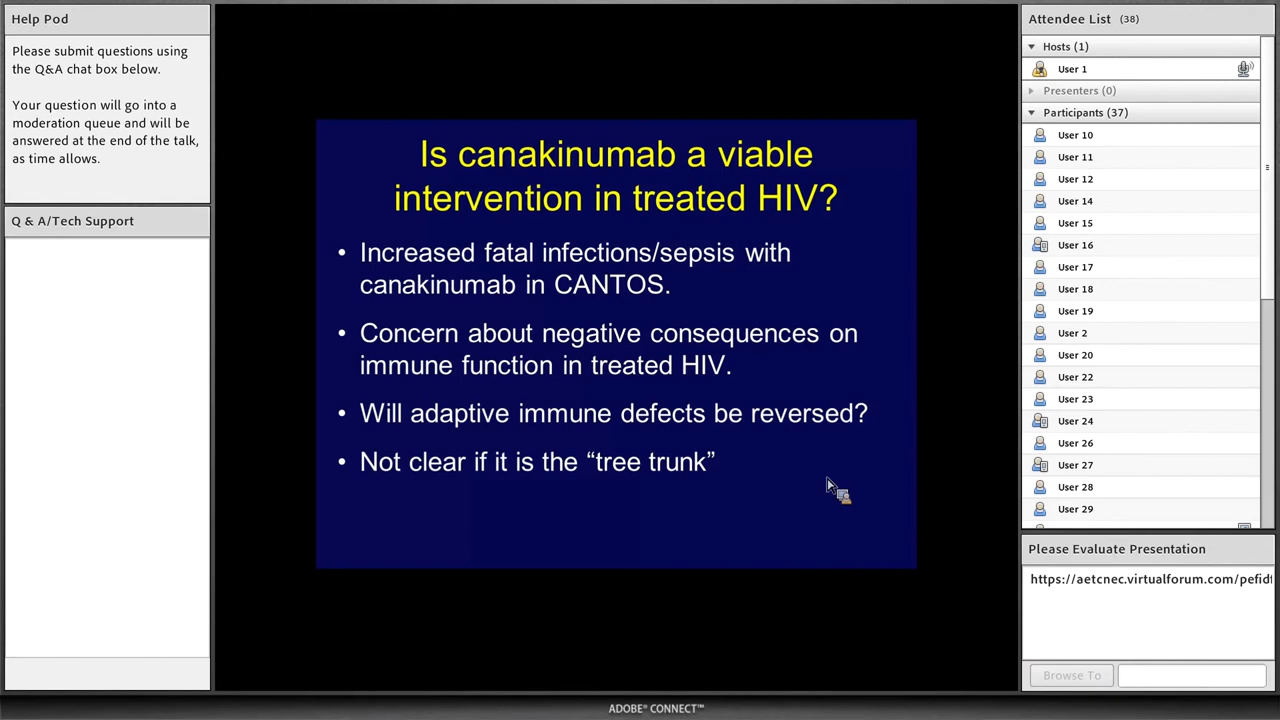 Help Pod
Please submit questions using
the Q&A chat box below.
Your question will go into a
moderation queue and will be
answered at the end of the talk,
as time allows.
Q & A/Tech Support
Is canakinumab a viable
intervention in treated HIV?
• Increased fatal infections/sepsis with
canakinumab in CANTOS.
• Concern about negative consequences on
immune function in treated HIV.
• Will adaptive immune defects be reversed?
• Not clear if it is the “tree trunk”
Attendee List (38)
Hosts (1)
User 1
Presenters (0)
Participants (37)
User 10
User 11
User 12
User 14
User 15
User 16
User 17
User 18
User 19
User 2
User 20
User 22
User 23
User 24
User 26
User 27
User 28
User 29
Please Evaluate Presentation
https://aetcnec.virtualforum.com/pefid
Browse To
ADOBE® CONNECT™